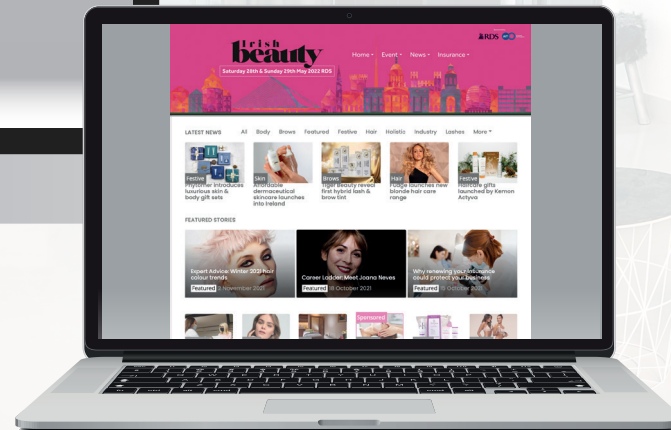 Irish
beauty
Saturday 28th & Sunday 29th May 2022 RDS
RDS
Home
Event
News
Insurance
LATEST NEWS
All
Body
Brows
Featured
Festive
Hair
Holistic
Industry
Lashes
More
Festive
Phytomer introduces
luxurious skin &
body gift sets
Skin
Affordable
dermaceutical
skincare launches
into Ireland
Brows
Tiger Beauty reveal
first hybrid lash &
brow tint
Hair
Fudge launches new
blonde hair care
range
Festive
Haircare gifts
launched by Kemon
Actyva
FEATURED STORIES
Expert Advice: Winter 2021 Hair
colour trends
Featured
November 2021
Career Ladder: Meet Joana Neves
Featured
October 2021
Why renewing your insurance
could protect your business
Featured
October 2021
Sponsored